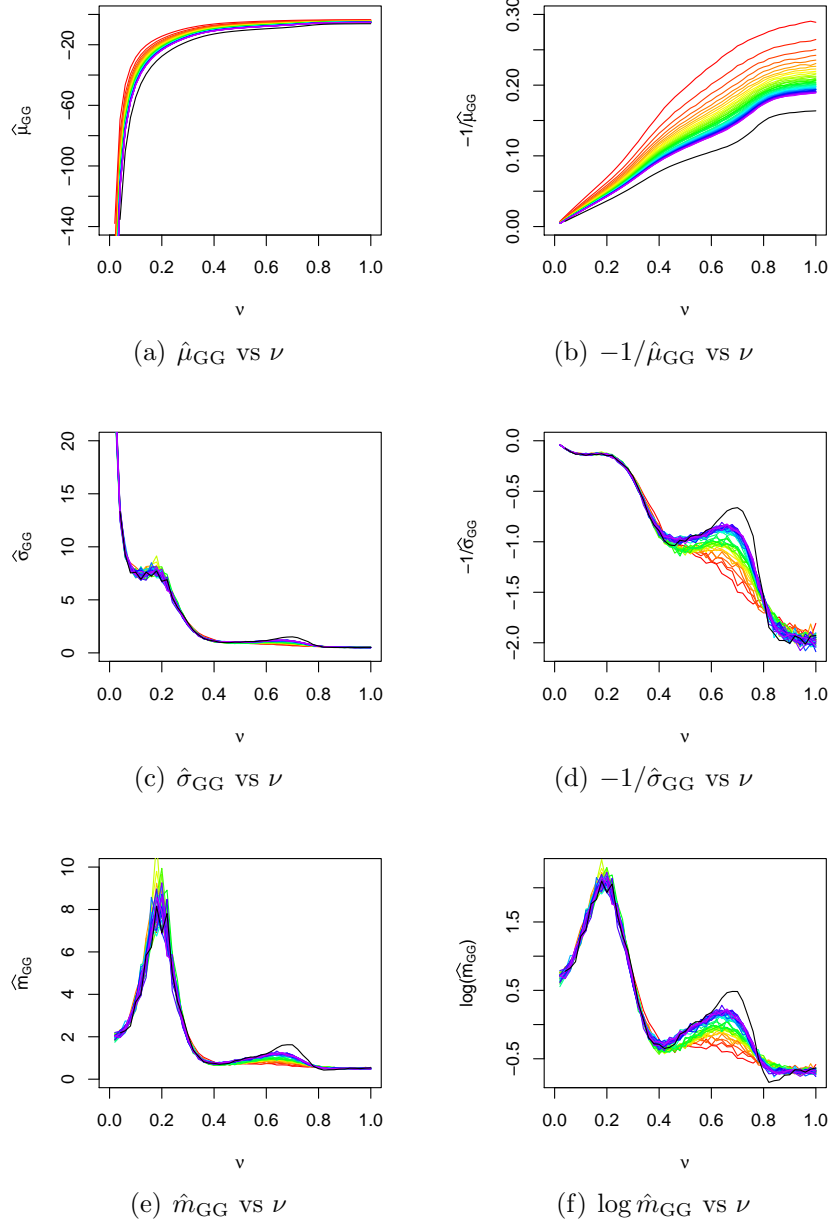 −20
−60
−100
−140
μ̂GG
0.0 0.2 0.4 0.6 0.8 1.0
ν
(a) μ̂GG vs ν
0.30
0.20
0.10
0.00
−1/μ̂GG
0.0 0.2 0.4 0.6 0.8 1.0
ν
(b) −1/μ̂GG vs ν
20
15
10
5
0
σ̂GG
0.0 0.2 0.4 0.6 0.8 1.0
ν
(c) σ̂GG vs ν
0.0
−0.5
−1.0
−1.5
−2.0
−1/σ̂GG
0.0 0.2 0.4 0.6 0.8 1.0
ν
(d) −1/σ̂GG vs ν
10
8
6
4
2
0
m̂GG
0.0 0.2 0.4 0.6 0.8 1.0
ν
(e) m̂GG vs ν
1.5
0.5
−0.5
log(m̂GG)
0.0 0.2 0.4 0.6 0.8 1.0
ν
(f) log m̂GG vs ν